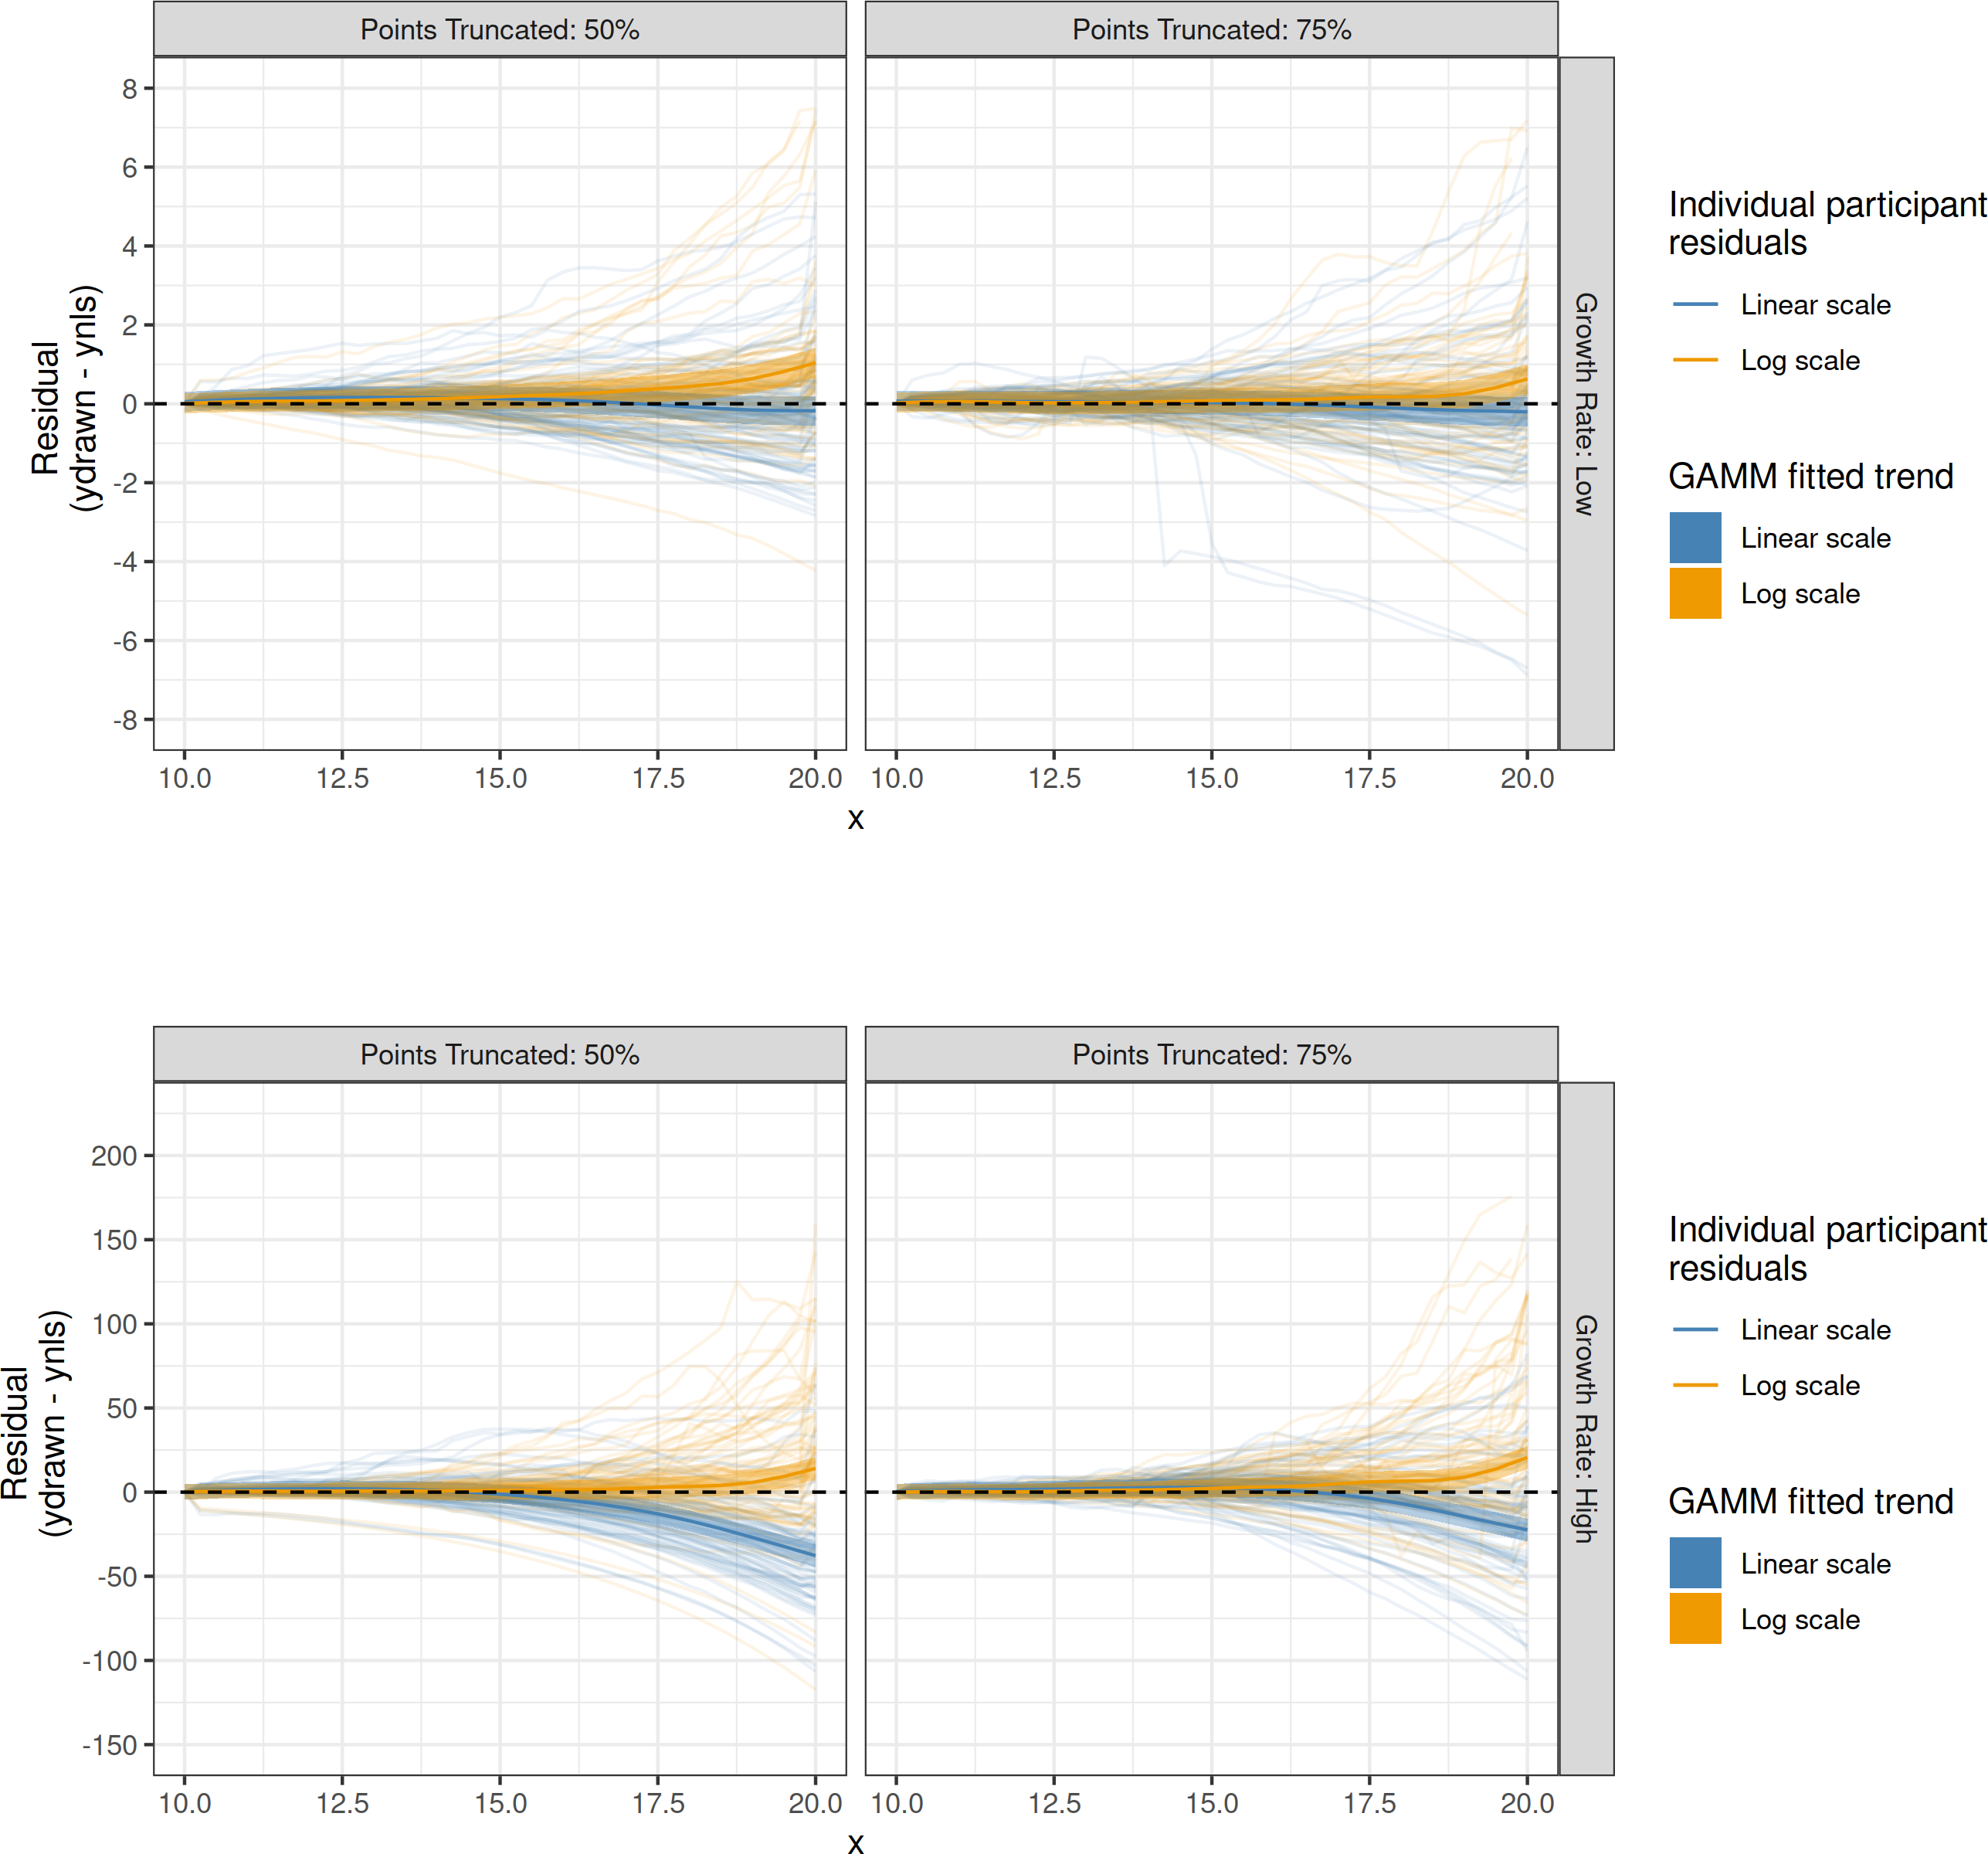 Points Truncated: 50%
Points Truncated: 75%
8
6
4
2
0
-2
-4
-6
-8
Residual
(ydrawn - ynls)
Growth Rate: Low
10.0
12.5
15.0
17.5
20.0
10.0
12.5
15.0
17.5
20.0
x
Individual participant
residuals
Linear scale
Log scale
GAMM fitted trend
Linear scale
Log scale
Points Truncated: 50%
Points Truncated: 75%
200
150
100
50
0
-50
-100
-150
Residual
(ydrawn - ynls)
Growth Rate: High
10.0
12.5
15.0
17.5
20.0
10.0
12.5
15.0
17.5
20.0
x
Individual participant
residuals
Linear scale
Log scale
GAMM fitted trend
Linear scale
Log scale